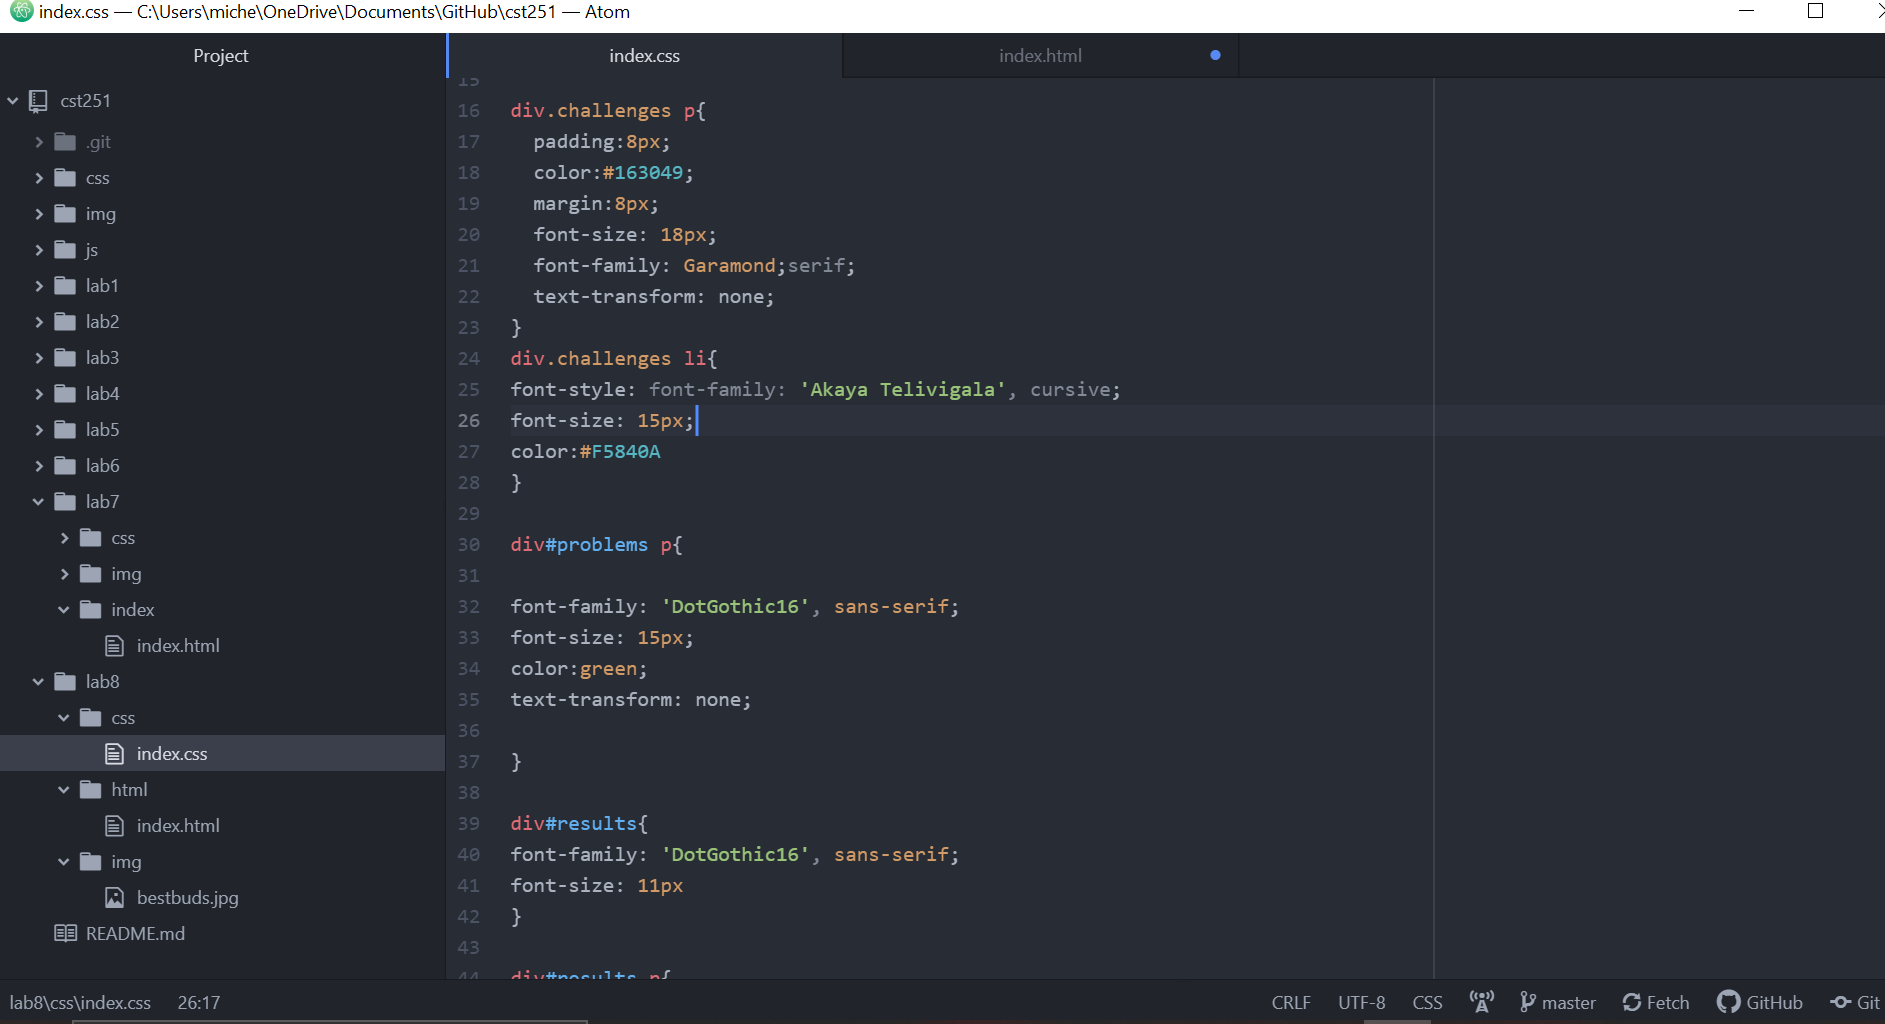 index.css — C:\Users\miche\OneDrive\Documents\GitHub\cst251 — Atom
Project
index.css
index.html
cst251
.git
css
img
js
lab1
lab2
lab3
lab4
lab5
lab6
lab7
css
img
index
index.html
lab8
css
index.css
html
index.html
img
bestbuds.jpg
README.md
15
16 div.challenges p{
17 padding:8px;
18 color:#163049;
19 margin:8px;
20 font-size: 18px;
21 font-family: Garamond;serif;
22 text-transform: none;
23 }
24 div.challenges li{
25 font-style: font-family: 'Akaya Telivigala', cursive;
26 font-size: 15px;
27 color:#F5840A
28 }
29
30 div#problems p{
31
32 font-family: 'DotGothic16', sans-serif;
33 font-size: 15px;
34 color:green;
35 text-transform: none;
36
37 }
38
39 div#results{
40 font-family: 'DotGothic16', sans-serif;
41 font-size: 11px
42 }
43
44 div#results p{
lab8\css\index.css 26:17 CRLF UTF-8 CSS master Fetch GitHub Git